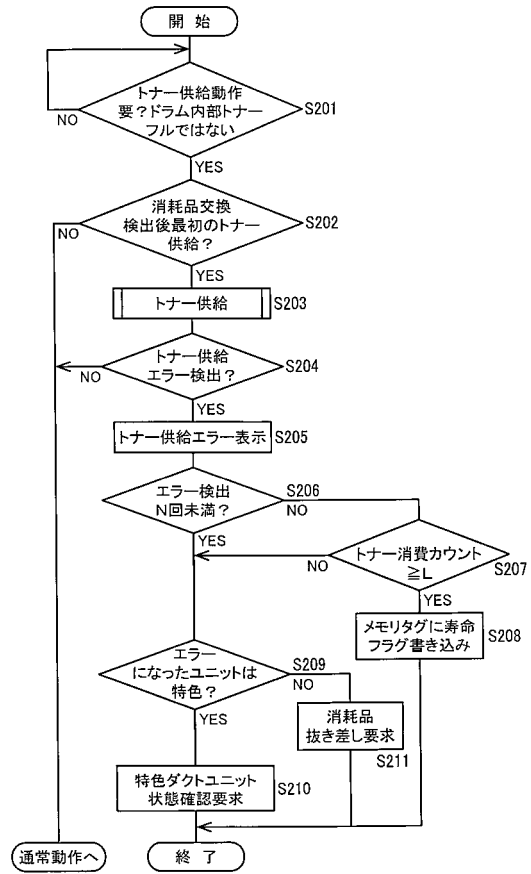 開 始
トナー供給動作
要？ドラム内部トナー
フルではない
S201
NO
YES
消耗品交換
検出後最初のトナー
供給？
S202
NO
YES
トナー供給
S203
トナー供給
エラー検出？
S204
NO
YES
トナー供給エラー表示
S205
エラー検出
N回未満？
S206
NO
YES
トナー消費カウント
≧L
S207
NO
YES
メモリタグに寿命
フラグ書き込み
S208
エラー
になったユニットは
特色？
S209
NO
YES
消耗品
抜き差し要求
S211
特色ダクトユニット
状態確認要求
S210
通常動作へ
終 了